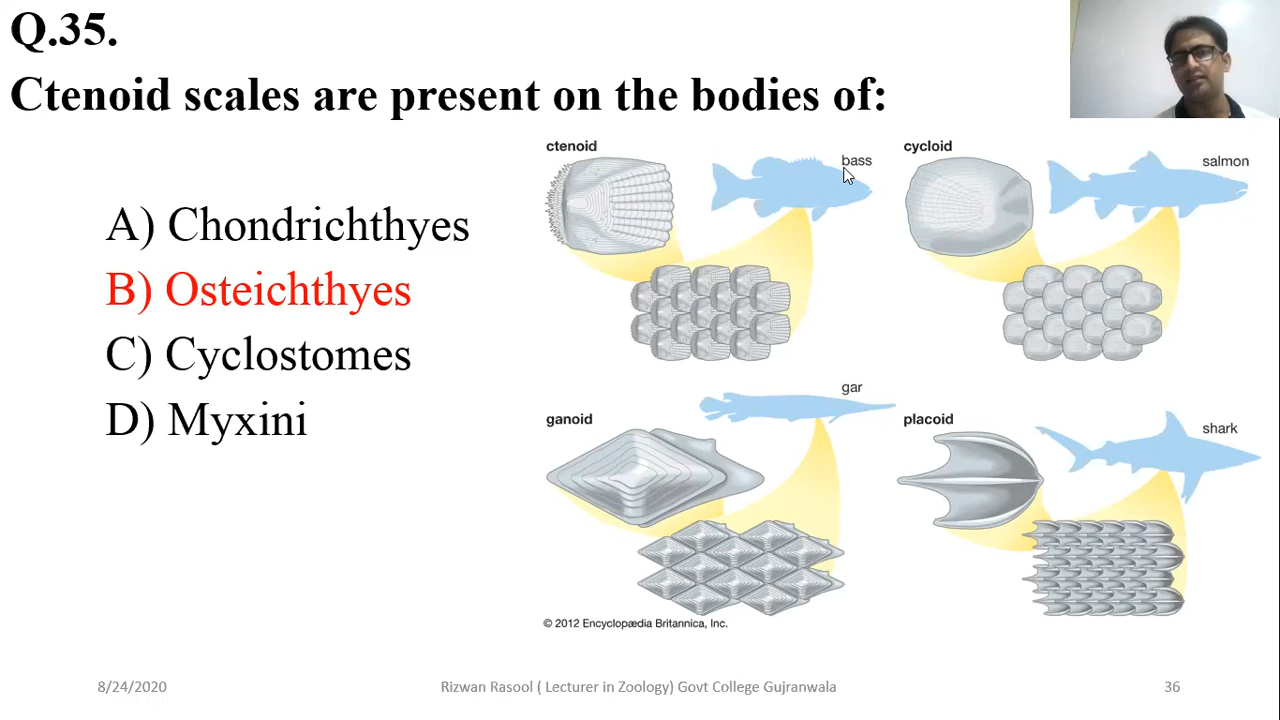 Q.35.
Ctenoid scales are present on the bodies of:
A) Chondrichthyes
B) Osteichthyes
C) Cyclostomes
D) Myxini
ctenoid
bass
cycloid
salmon
ganoid
gar
placoid
shark
© 2012 Encyclopædia Britannica, Inc.
8/24/2020
Rizwan Rasool ( Lecturer in Zoology) Govt College Gujranwala
36